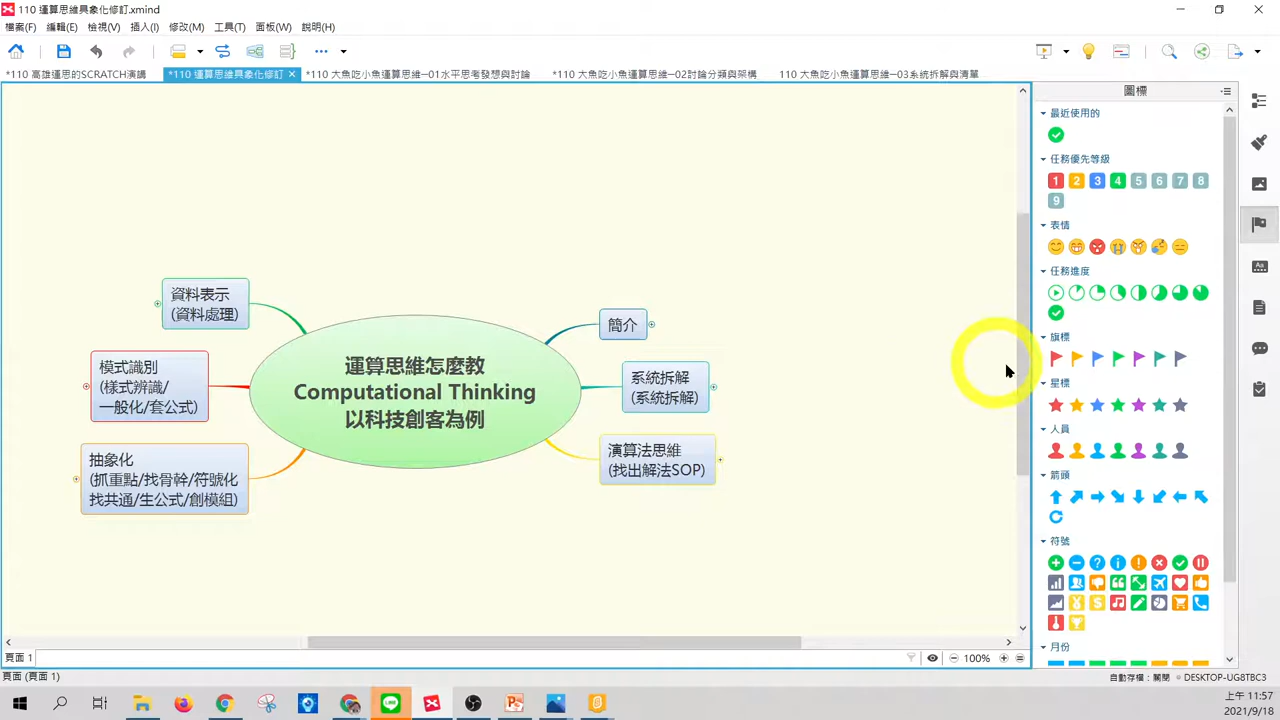 110 運算思維具象化修訂.xmind
檔案(F) 編輯(E) 檢視(V) 插入(I) 修改(M) 工具(T) 面板(W) 說明(H)
*110 高雄運思的SCRATCH演講
*110 運算思維具象化修訂
*110 大魚吃小魚運算思維—01水平思考發想與討論
*110 大魚吃小魚運算思維—02討論分類與架構
110 大魚吃小魚運算思維—03系統拆解與清單
圖標
最近使用的
任務優先等級
1 2 3 4 5 6 7 8
9
表情
任務進度
旗標
星標
人員
箭頭
符號
月份
資料表示
(資料處理)
模式識別
(樣式辨識/
一般化/套公式)
抽象化
(抓重點/找骨幹/符號化
找共通/生公式/創模組)
運算思維怎麼教
Computational Thinking
以科技創客為例
簡介
系統拆解
(系統拆解)
演算法思維
(找出解法SOP)
頁面 1
100%
頁面 (頁面 1)
自動存檔：關閉
DESKTOP-UG8TBC3
上午 11:57
2021/9/18